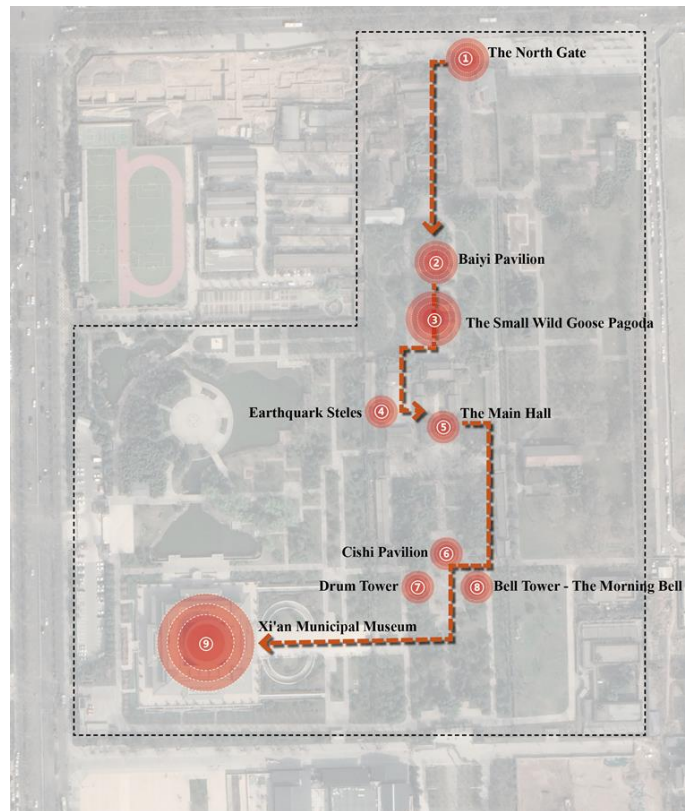 ① The North Gate
② Baiyi Pavilion
③ The Small Wild Goose Pagoda
Earthquark Steles ④
⑤ The Main Hall
Cishi Pavilion ⑥
Drum Tower ⑦
⑧ Bell Tower - The Morning Bell
Xi'an Municipal Museum
⑨